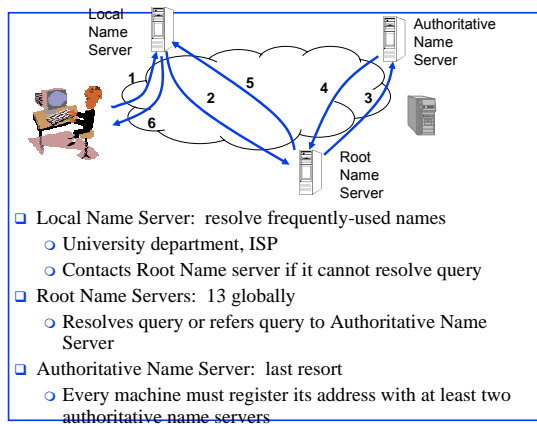 Local
Name
Server
Authoritative
Name
Server
1
2
5
4
3
6
Root
Name
Server
Local Name Server: resolve frequently-used names
University department, ISP
Contacts Root Name server if it cannot resolve query
Root Name Servers: 13 globally
Resolves query or refers query to Authoritative Name
Server
Authoritative Name Server: last resort
Every machine must register its address with at least two
authoritative name servers